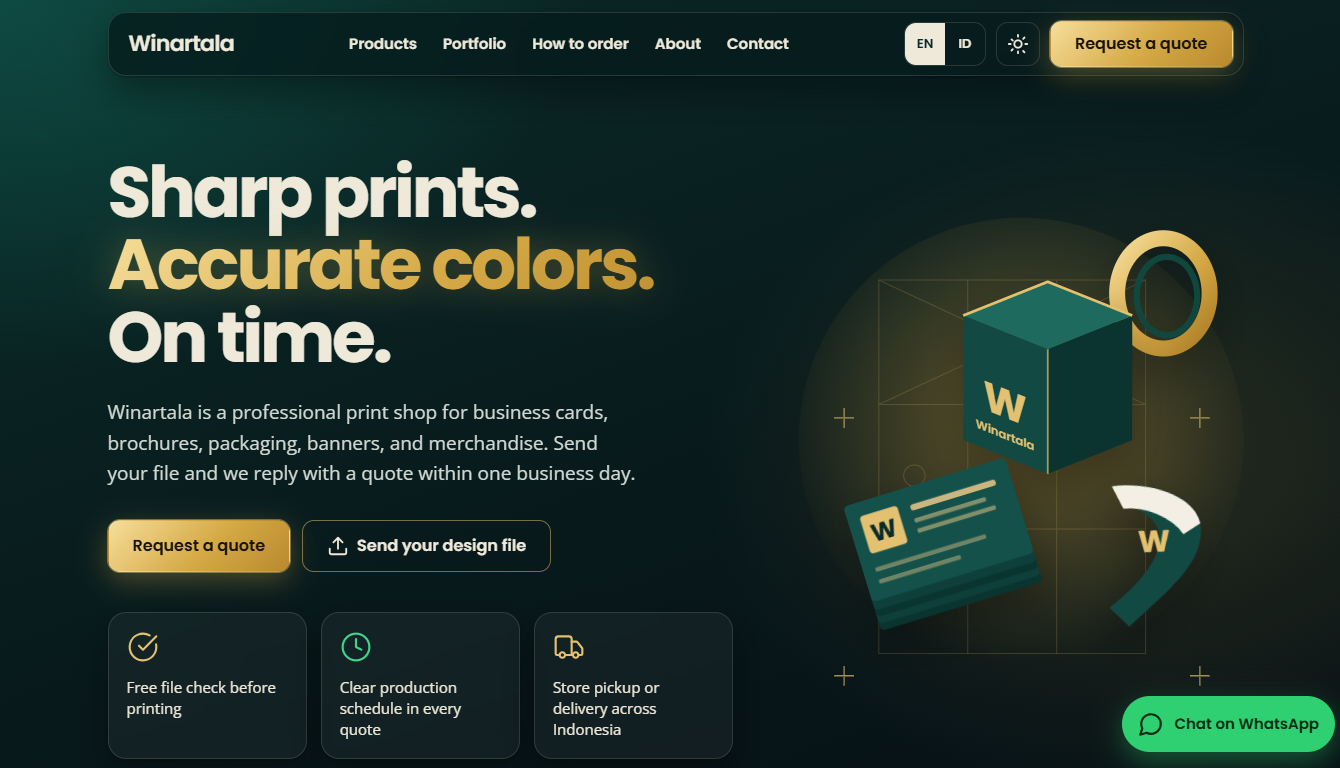 Winartala
Products
Portfolio
How to order
About
Contact
EN
ID
Request a quote
Sharp prints.
Accurate colors.
On time.
Winartala is a professional print shop for business cards,
brochures, packaging, banners, and merchandise. Send
your file and we reply with a quote within one business day.
Request a quote
Send your design file
Free file check before
printing
Clear production
schedule in every
quote
Store pickup or
delivery across
Indonesia
W
Winartala
W
W
Chat on WhatsApp